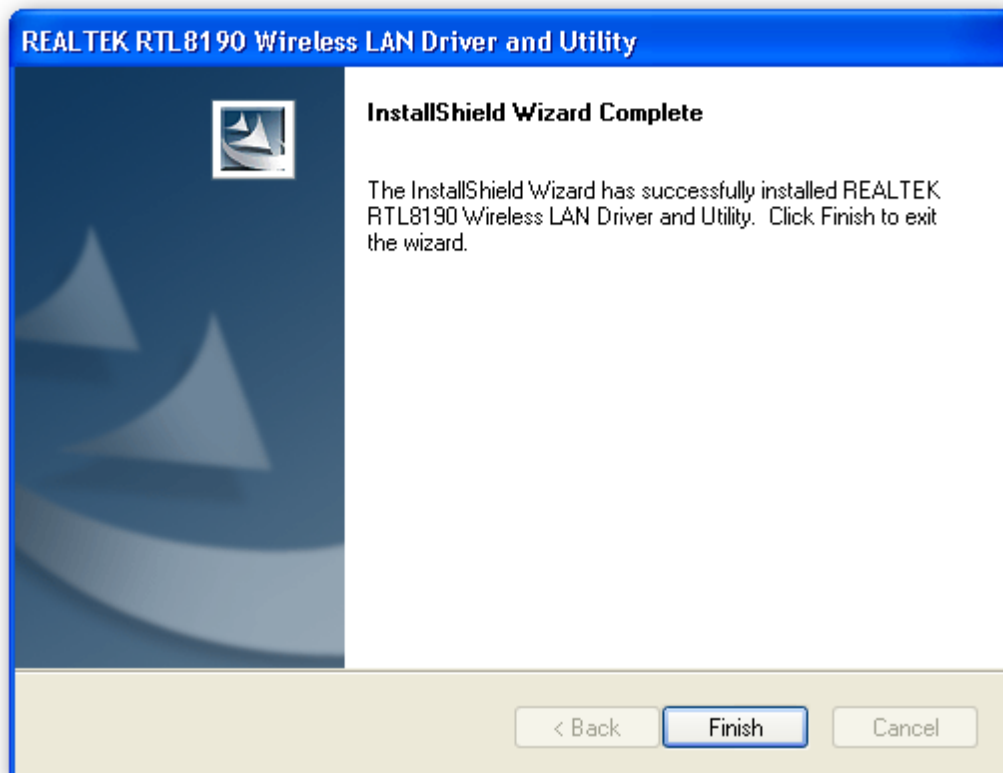 REALTEK RTL8190 Wireless LAN Driver and Utility
InstallShield Wizard Complete
The InstallShield Wizard has successfully installed REALTEK
RTL8190 Wireless LAN Driver and Utility.  Click Finish to exit
the wizard.
< Back
Finish
Cancel